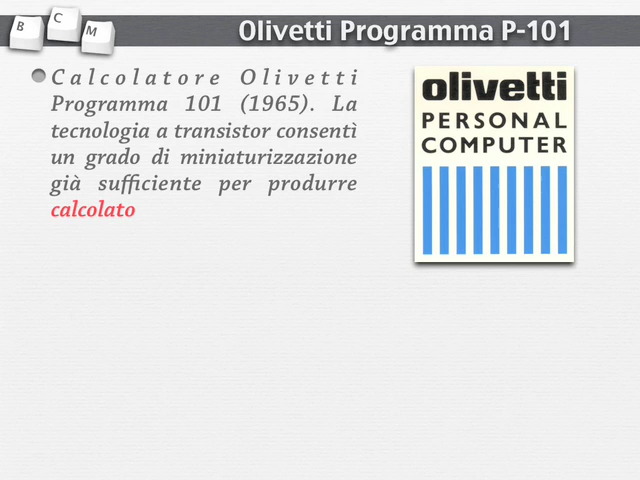 B
C
M
Olivetti Programma P-101
Calcolatore Olivetti
Programma 101 (1965). La
tecnologia a transistor consentì
un grado di miniaturizzazione
già sufficiente per produrre
calcolato
olivetti
PERSONAL
COMPUTER